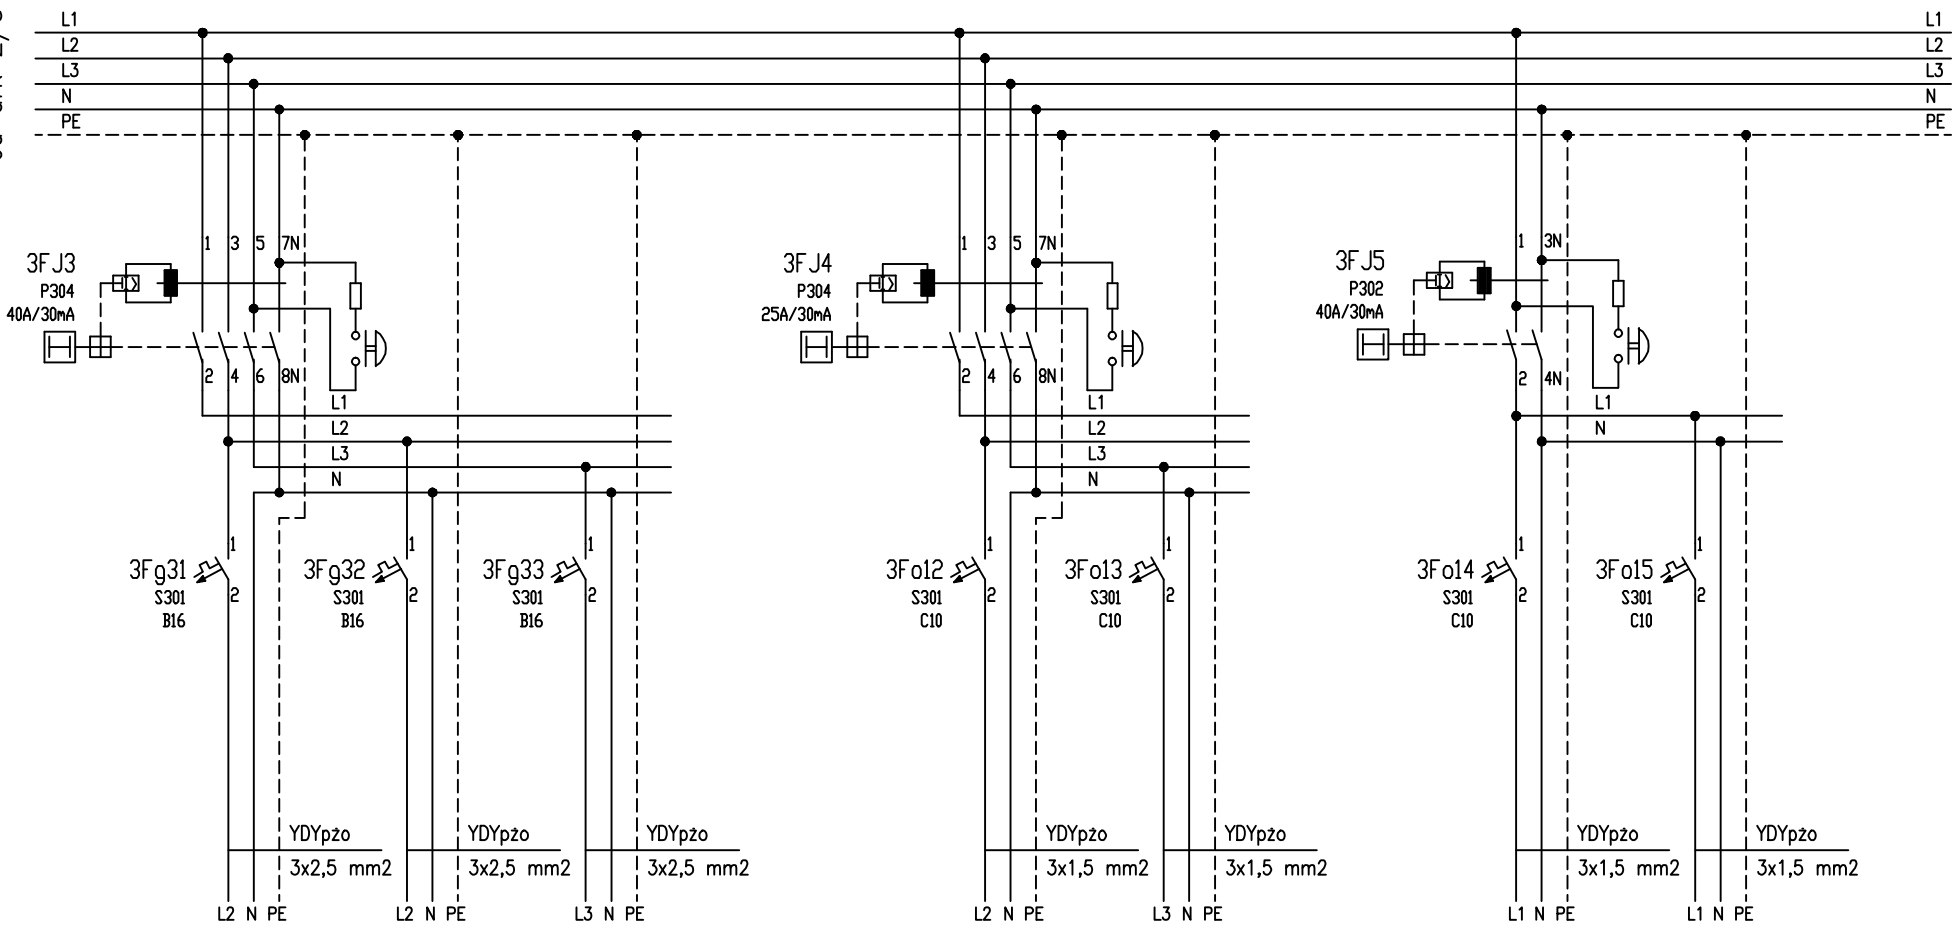 L1 L1
L2 L2
L3 L3
N N
PE PE
1 3 5 7N 1 3 5 7N 1 3N
3FJ3 3FJ4 3FJ5
P304 P304 P302
40A/30mA 25A/30mA 40A/30mA
2 4 6 8N 2 4 6 8N 2 4N
L1 L1 L1
L2 L2 N
L3 L3
N N
1 1 1 1 1 1 1
3Fg31 3Fg32 3Fg33 3Fo12 3Fo13 3Fo14 3Fo15
2 2 2 2 2 2 2
S301 S301 S301 S301 S301 S301 S301
B16 B16 B16 C10 C10 C10 C10
YDYpżo YDYpżo YDYpżo YDYpżo YDYpżo YDYpżo YDYpżo
3x2,5 mm2 3x2,5 mm2 3x2,5 mm2 3x1,5 mm2 3x1,5 mm2 3x1,5 mm2 3x1,5 mm2
L2 N PE L2 N PE L3 N PE L2 N PE L3 N PE L1 N PE L1 N PE